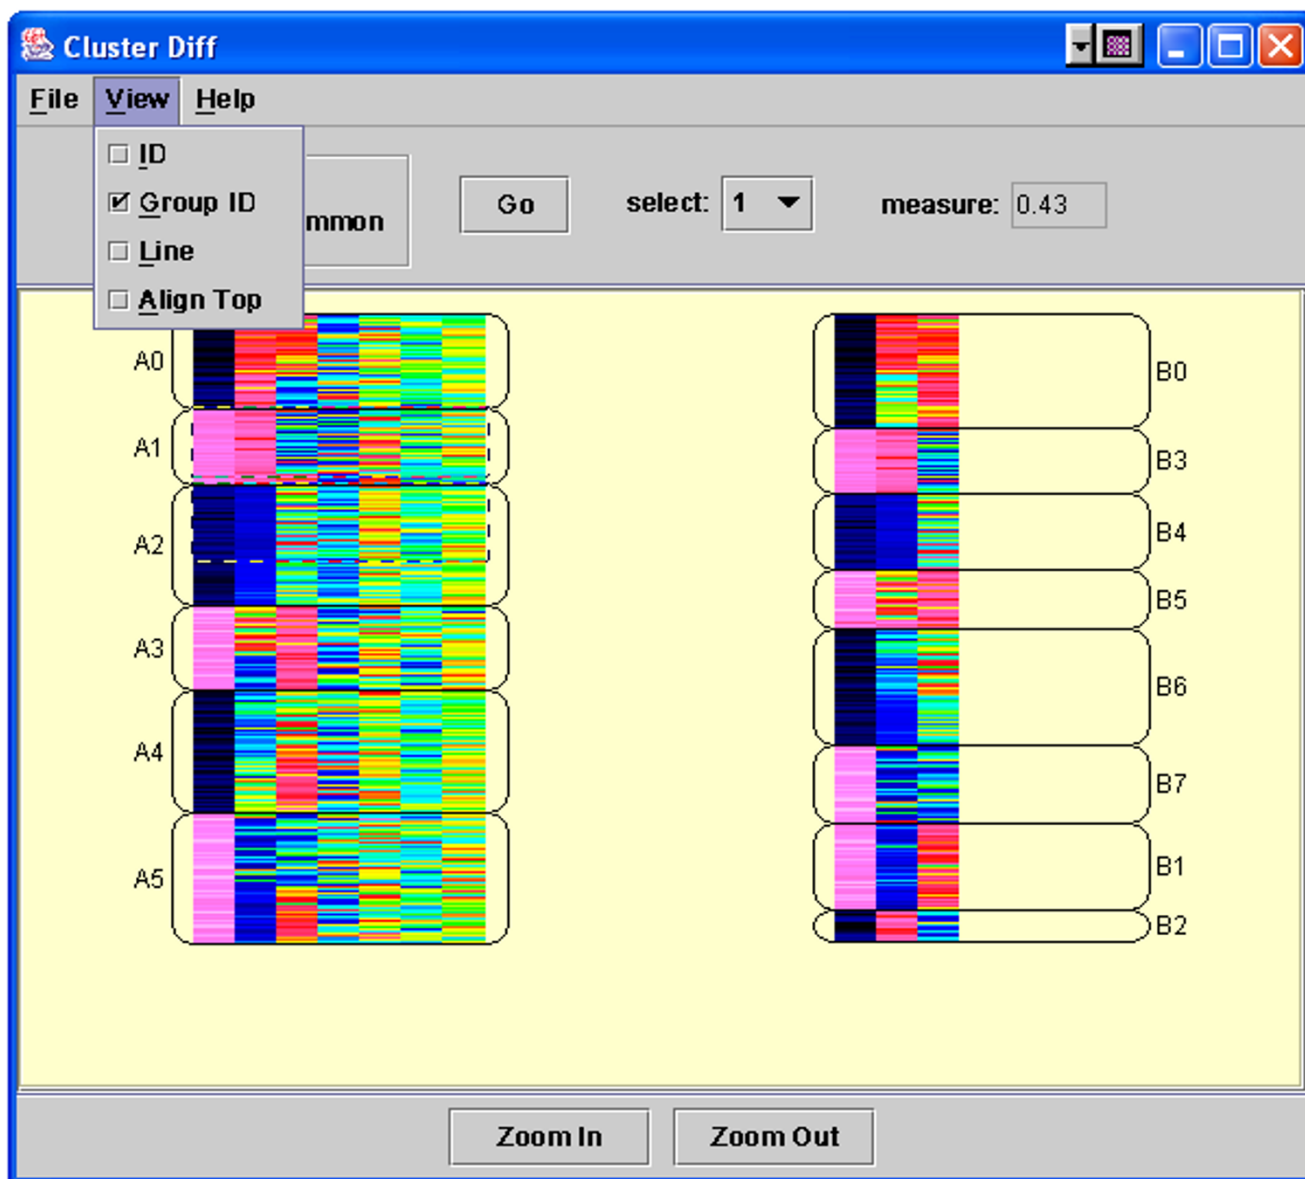 Cluster Diff
File View Help
ID
Group ID
Line
Align Top
mmon
Go
select: 1
measure: 0.43
A0
A1
A2
A3
A4
A5
B0
B3
B4
B5
B6
B7
B1
B2
Zoom In
Zoom Out